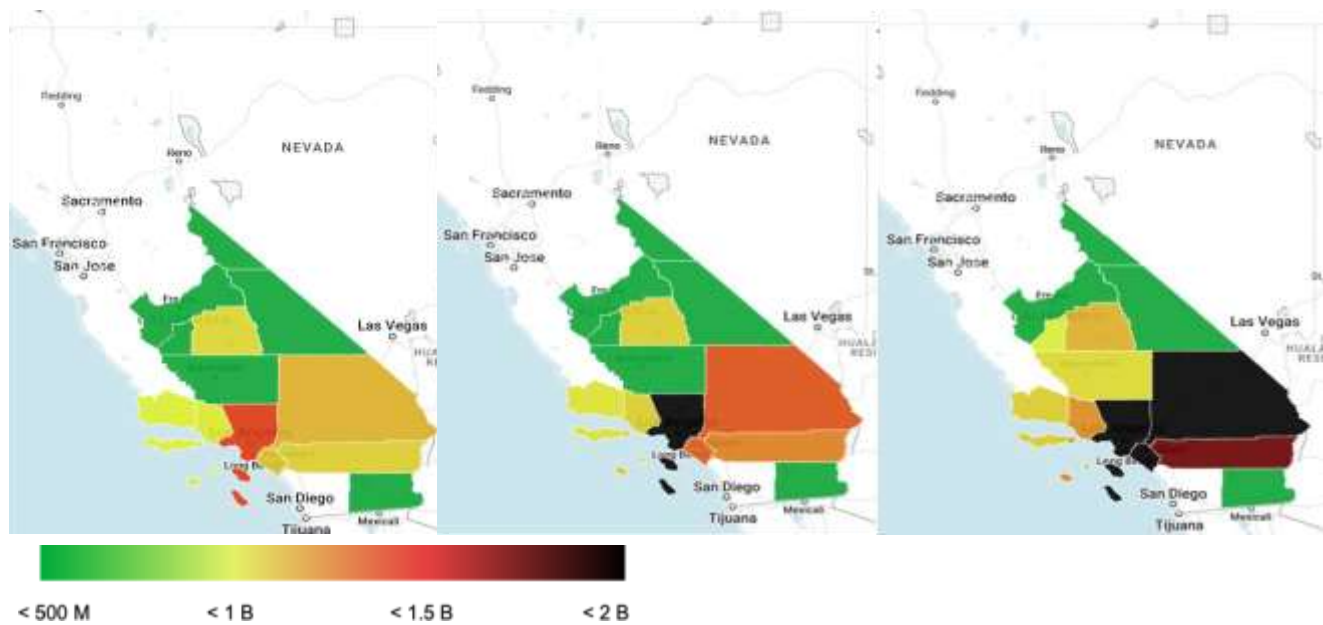 Redding
NEVADA
Reno
Sacramento
San Francisco
San Jose
Las Vegas
San Diego
Tijuana
Mexicali
Redding
NEVADA
Reno
Sacramento
San Francisco
San Jose
Las Vegas
San Diego
Tijuana
Mexicali
Redding
NEVADA
Reno
Sacramento
San Francisco
San Jose
Las Vegas
San Diego
Tijuana
Mexicali
< 500 M < 1 B < 1.5 B < 2 B